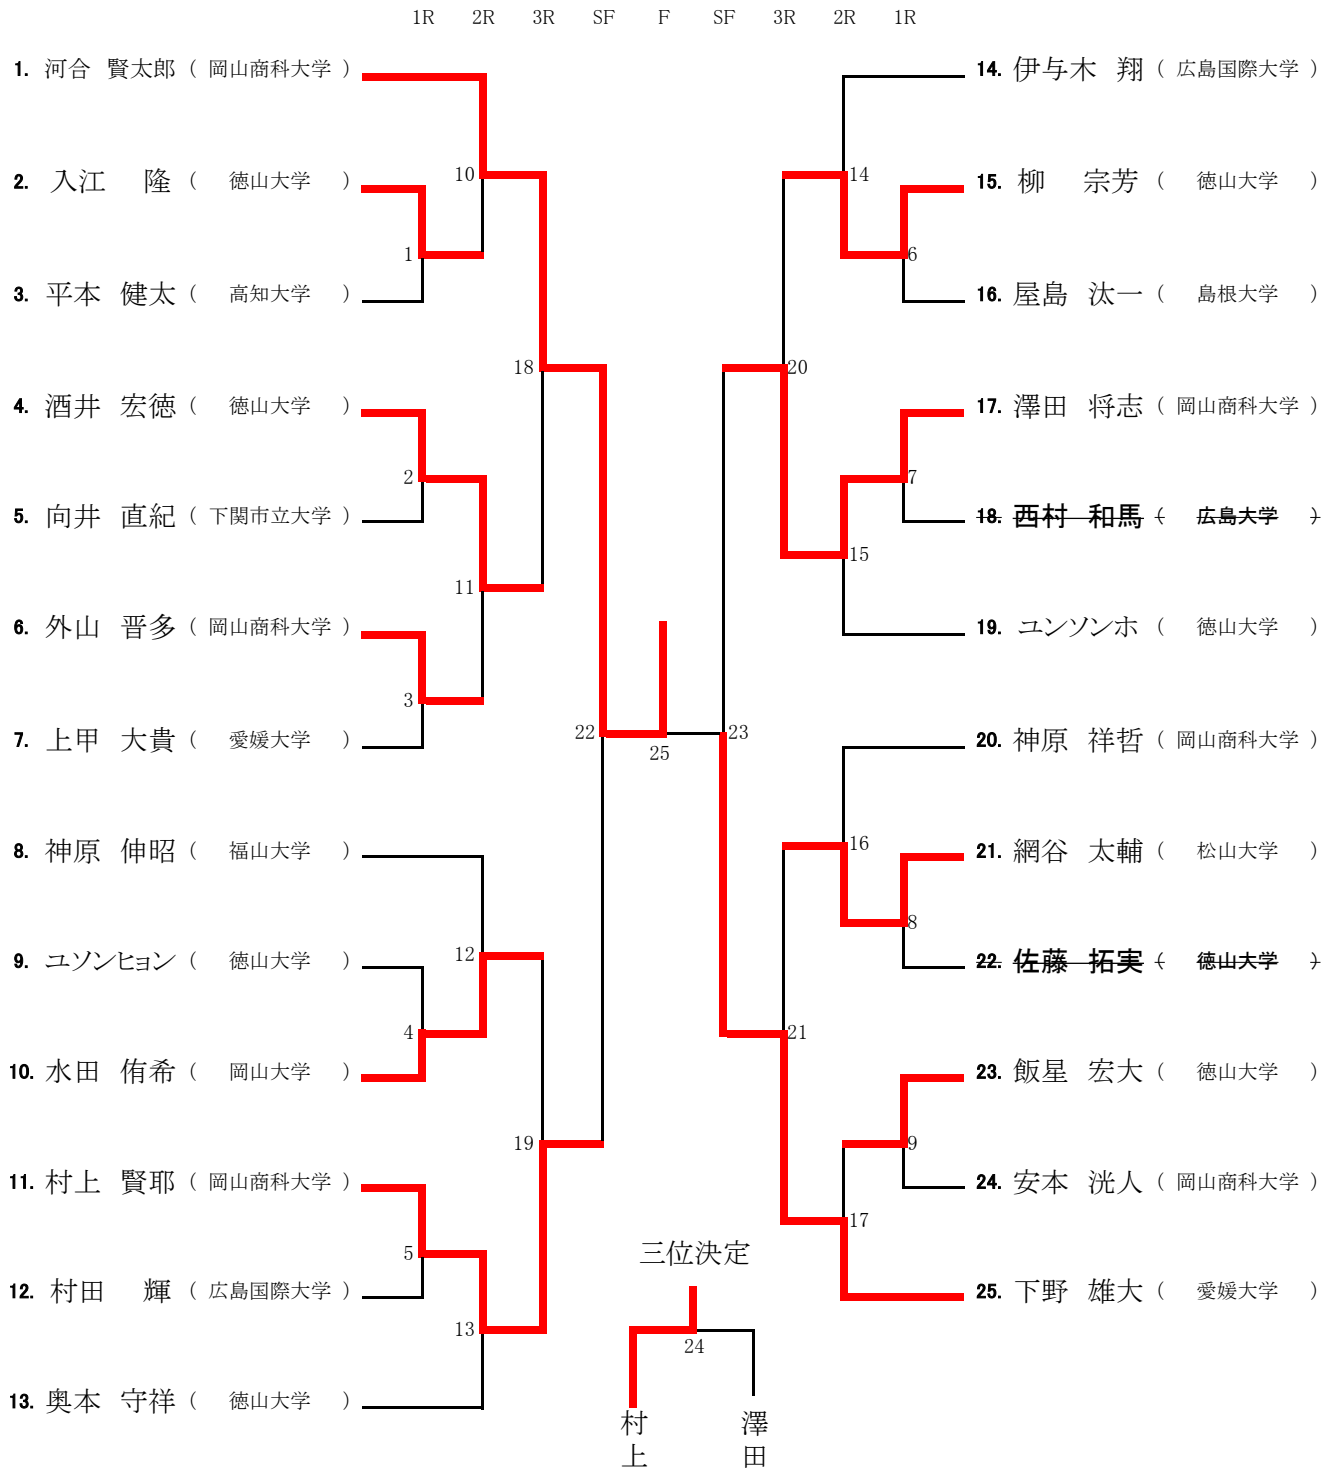 1R 2R 3R SF F SF 3R 2R 1R
1. 河合 賢太郎 ( 岡山商科大学 )
2. 入江 隆 ( 徳山大学 )
3. 平本 健太 ( 高知大学 )
4. 酒井 宏徳 ( 徳山大学 )
5. 向井 直紀 ( 下関市立大学 )
6. 外山 晋多 ( 岡山商科大学 )
7. 上甲 大貴 ( 愛媛大学 )
8. 神原 伸昭 ( 福山大学 )
9. ユソンヒョン ( 徳山大学 )
10. 水田 侑希 ( 岡山大学 )
11. 村上 賢耶 ( 岡山商科大学 )
12. 村田 輝 ( 広島国際大学 )
13. 奥本 守祥 ( 徳山大学 )
1
2
3
4
5
10
11
12
13
18
19
22
25
23
20
21
14
15
16
17
6
7
8
9
14. 伊与木 翔 ( 広島国際大学 )
15. 柳 宗芳 ( 徳山大学 )
16. 屋島 汰一 ( 島根大学 )
17. 澤田 将志 ( 岡山商科大学 )
18. 西村 和馬 ( 広島大学 )
19. ユンソンホ ( 徳山大学 )
20. 神原 祥哲 ( 岡山商科大学 )
21. 網谷 太輔 ( 松山大学 )
22. 佐藤 拓実 ( 徳山大学 )
23. 飯星 宏大 ( 徳山大学 )
24. 安本 洸人 ( 岡山商科大学 )
25. 下野 雄大 ( 愛媛大学 )
三位決定
24
村上
澤田